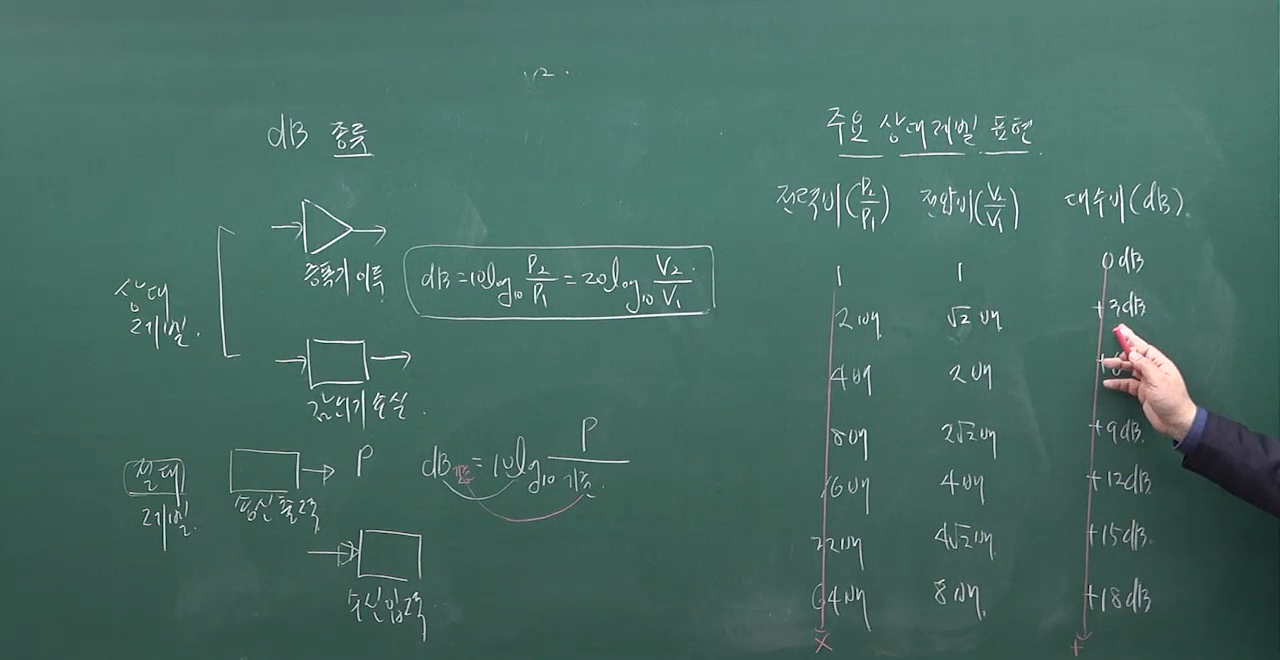 V².
dB 종류
증폭기 이득
상대
레벨.
dB = 10log₁₀ P₂/P₁ = 20log₁₀ V₂/V₁
감쇠기 손실.
절대
레벨.
송신출력
P
dB기준 = 10log₁₀ P/기준.
수신입력
주요 상대레벨 표현
전력비(P₂/P₁) 전압비(V₂/V₁) 대수비(dB).
1 1 0dB
2배 √2배 +3dB
4배 2배
8배 2√2배 +9dB.
16배 4배 +12dB.
32배 4√2배 +15dB.
64배 8배. +18dB
× +